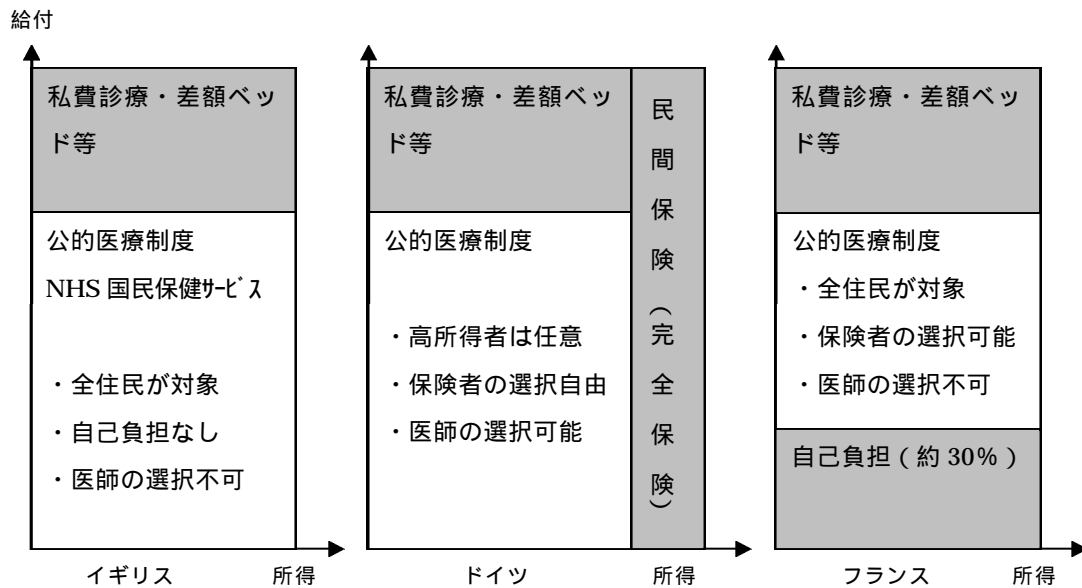 給付
私費診療・差額ベッ
ド等
公的医療制度
NHS 国民保健ｻｰﾋﾞｽ
・全住民が対象
・自己負担なし
・医師の選択不可
イギリス
所得
私費診療・差額ベッ
ド等
公的医療制度
・高所得者は任意
・保険者の選択自由
・医師の選択可能
民間保険（完全保険）
ドイツ
所得
私費診療・差額ベッ
ド等
公的医療制度
・全住民が対象
・保険者の選択可能
・医師の選択不可
自己負担（約 30％）
フランス
所得